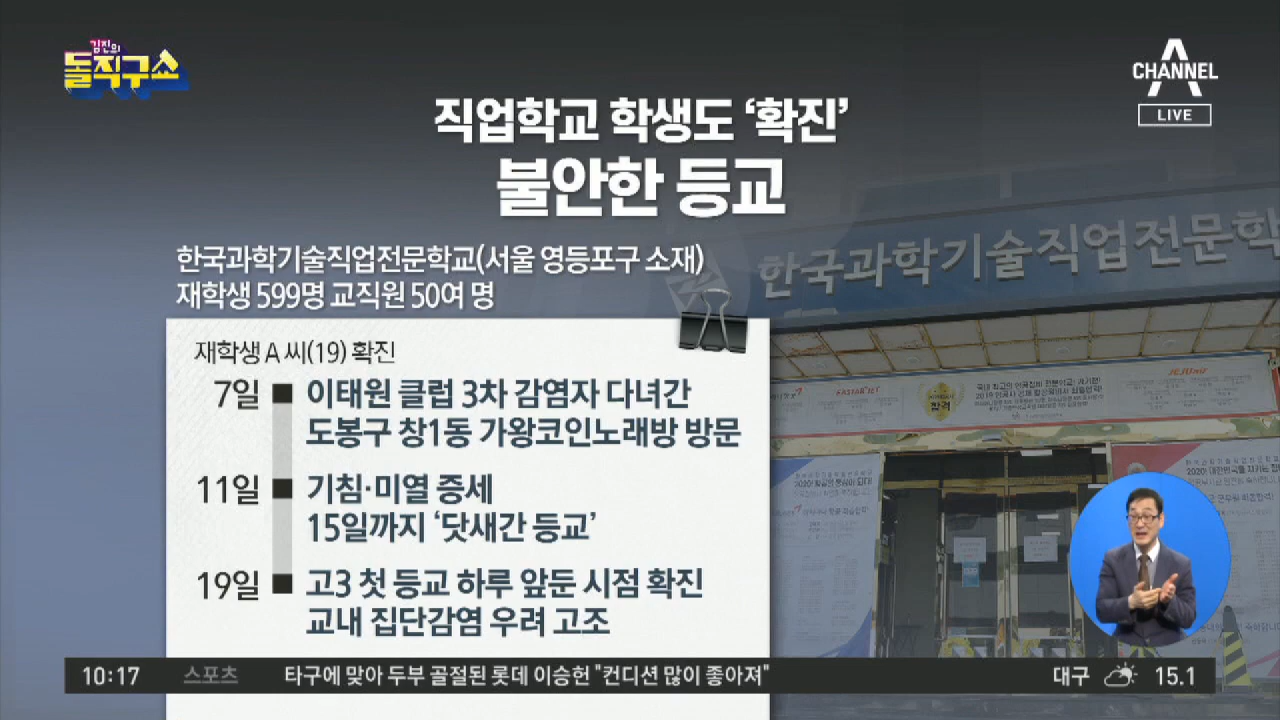 김진의
돌직구쇼
CHANNEL A
LIVE
직업학교 학생도 ‘확진’
불안한 등교
한국과학기술직업전문학교(서울 영등포구 소재)
재학생 599명 교직원 50여 명
한국과학기술직업전문학
재학생 A 씨(19) 확진
7일 ■ 이태원 클럽 3차 감염자 다녀간
도봉구 창1동 가왕코인노래방 방문
11일 ■ 기침·미열 증세
15일까지 ‘닷새간 등교’
19일 ■ 고3 첫 등교 하루 앞둔 시점 확진
교내 집단감염 우려 고조
EASTAR JET
JEJUair
합격
10:17 스포츠 타구에 맞아 두부 골절된 롯데 이승헌 "컨디션 많이 좋아져" 대구 15.1